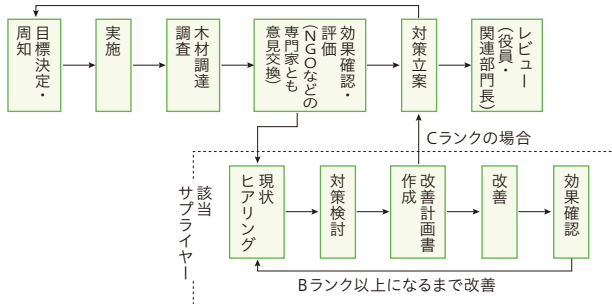 目標決定・
周知
実施
木材調達
調査
効果確認・
評価
(NGOなどの
専門家とも
意見交換)
対策立案
レビュー
(役員・
関連部門長)
Cランクの場合
該当
サプライヤー
現状
ヒアリング
対策検討
改善計画書
作成
改善
効果確認
Bランク以上になるまで改善